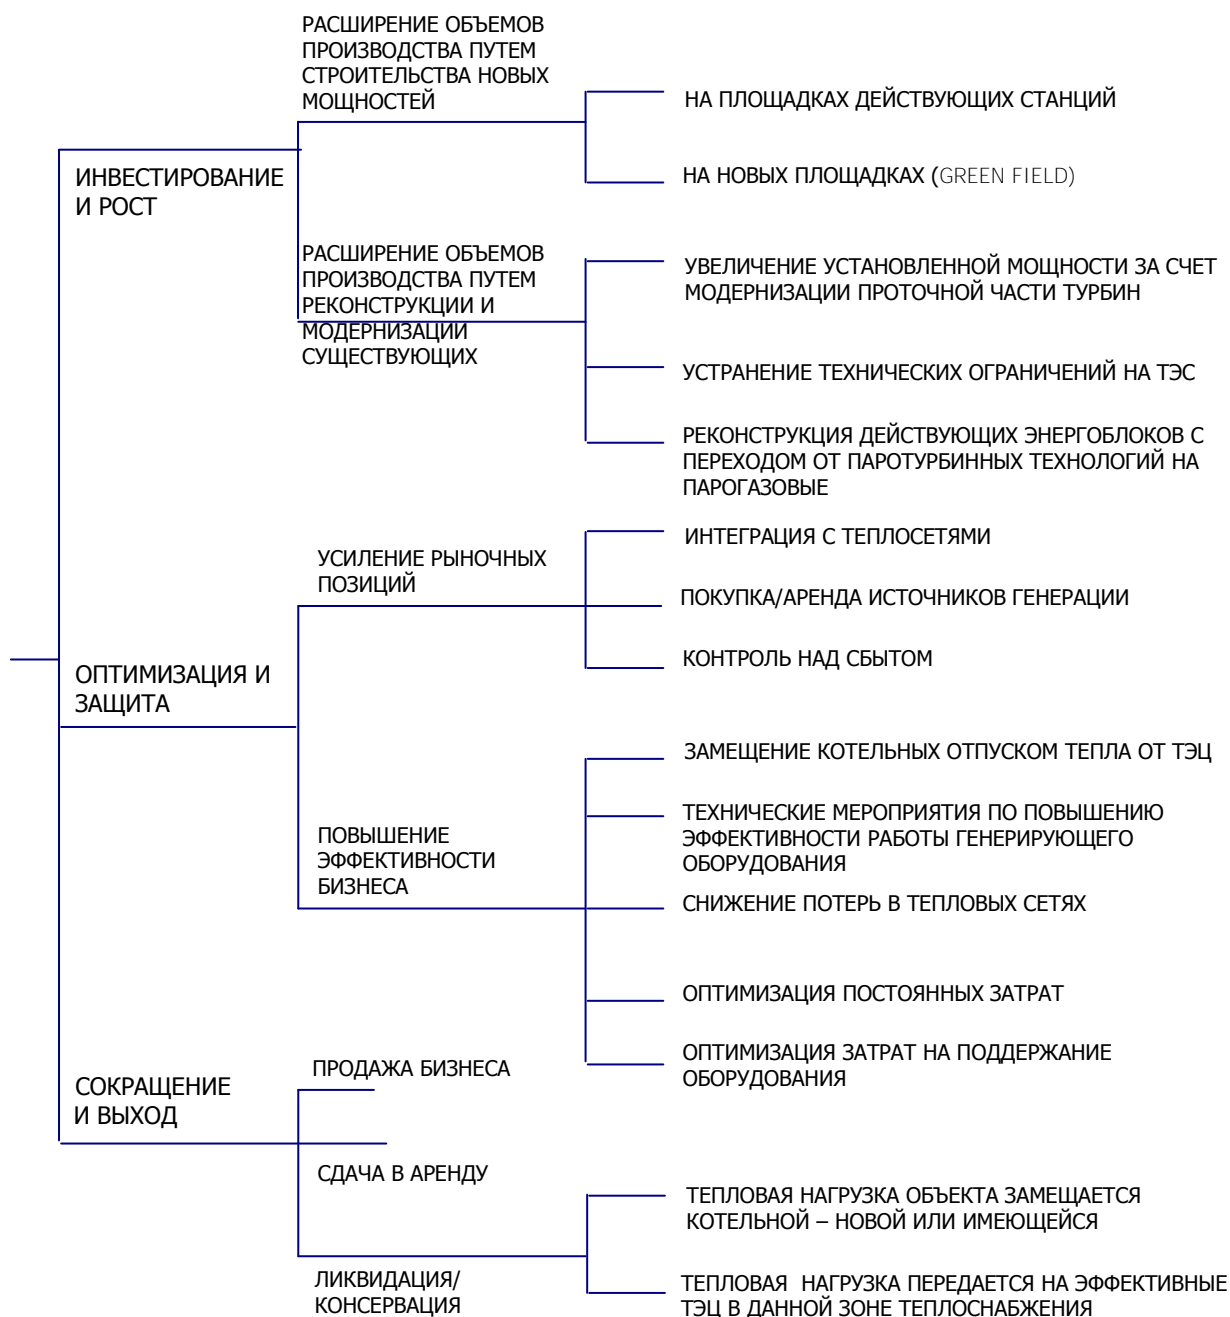 РАСШИРЕНИЕ ОБЪЕМОВ
ПРОИЗВОДСТВА ПУТЕМ
СТРОИТЕЛЬСТВА НОВЫХ
МОЩНОСТЕЙ
НА ПЛОЩАДКАХ ДЕЙСТВУЮЩИХ СТАНЦИЙ
НА НОВЫХ ПЛОЩАДКАХ (GREEN FIELD)
ИНВЕСТИРОВАНИЕ
И РОСТ
РАСШИРЕНИЕ ОБЪЕМОВ
ПРОИЗВОДСТВА ПУТЕМ
РЕКОНСТРУКЦИИ И
МОДЕРНИЗАЦИИ
СУЩЕСТВУЮЩИХ
УВЕЛИЧЕНИЕ УСТАНОВЛЕННОЙ МОЩНОСТИ ЗА СЧЕТ
МОДЕРНИЗАЦИИ ПРОТОЧНОЙ ЧАСТИ ТУРБИН
УСТРАНЕНИЕ ТЕХНИЧЕСКИХ ОГРАНИЧЕНИЙ НА ТЭС
РЕКОНСТРУКЦИЯ ДЕЙСТВУЮЩИХ ЭНЕРГОБЛОКОВ С
ПЕРЕХОДОМ ОТ ПАРОТУРБИННЫХ ТЕХНОЛОГИЙ НА
ПАРОГАЗОВЫЕ
УСИЛЕНИЕ РЫНОЧНЫХ
ПОЗИЦИЙ
ИНТЕГРАЦИЯ С ТЕПЛОСЕТЯМИ
ПОКУПКА/АРЕНДА ИСТОЧНИКОВ ГЕНЕРАЦИИ
КОНТРОЛЬ НАД СБЫТОМ
ОПТИМИЗАЦИЯ И
ЗАЩИТА
ПОВЫШЕНИЕ
ЭФФЕКТИВНОСТИ
БИЗНЕСА
ЗАМЕЩЕНИЕ КОТЕЛЬНЫХ ОТПУСКОМ ТЕПЛА ОТ ТЭЦ
ТЕХНИЧЕСКИЕ МЕРОПРИЯТИЯ ПО ПОВЫШЕНИЮ
ЭФФЕКТИВНОСТИ РАБОТЫ ГЕНЕРИРУЮЩЕГО
ОБОРУДОВАНИЯ
СНИЖЕНИЕ ПОТЕРЬ В ТЕПЛОВЫХ СЕТЯХ
ОПТИМИЗАЦИЯ ПОСТОЯННЫХ ЗАТРАТ
ОПТИМИЗАЦИЯ ЗАТРАТ НА ПОДДЕРЖАНИЕ
ОБОРУДОВАНИЯ
СОКРАЩЕНИЕ
И ВЫХОД
ПРОДАЖА БИЗНЕСА
СДАЧА В АРЕНДУ
ЛИКВИДАЦИЯ/
КОНСЕРВАЦИЯ
ТЕПЛОВАЯ НАГРУЗКА ОБЪЕКТА ЗАМЕЩАЕТСЯ
КОТЕЛЬНОЙ – НОВОЙ ИЛИ ИМЕЮЩЕЙСЯ
ТЕПЛОВАЯ НАГРУЗКА ПЕРЕДАЕТСЯ НА ЭФФЕКТИВНЫЕ
ТЭЦ В ДАННОЙ ЗОНЕ ТЕПЛОСНАБЖЕНИЯ